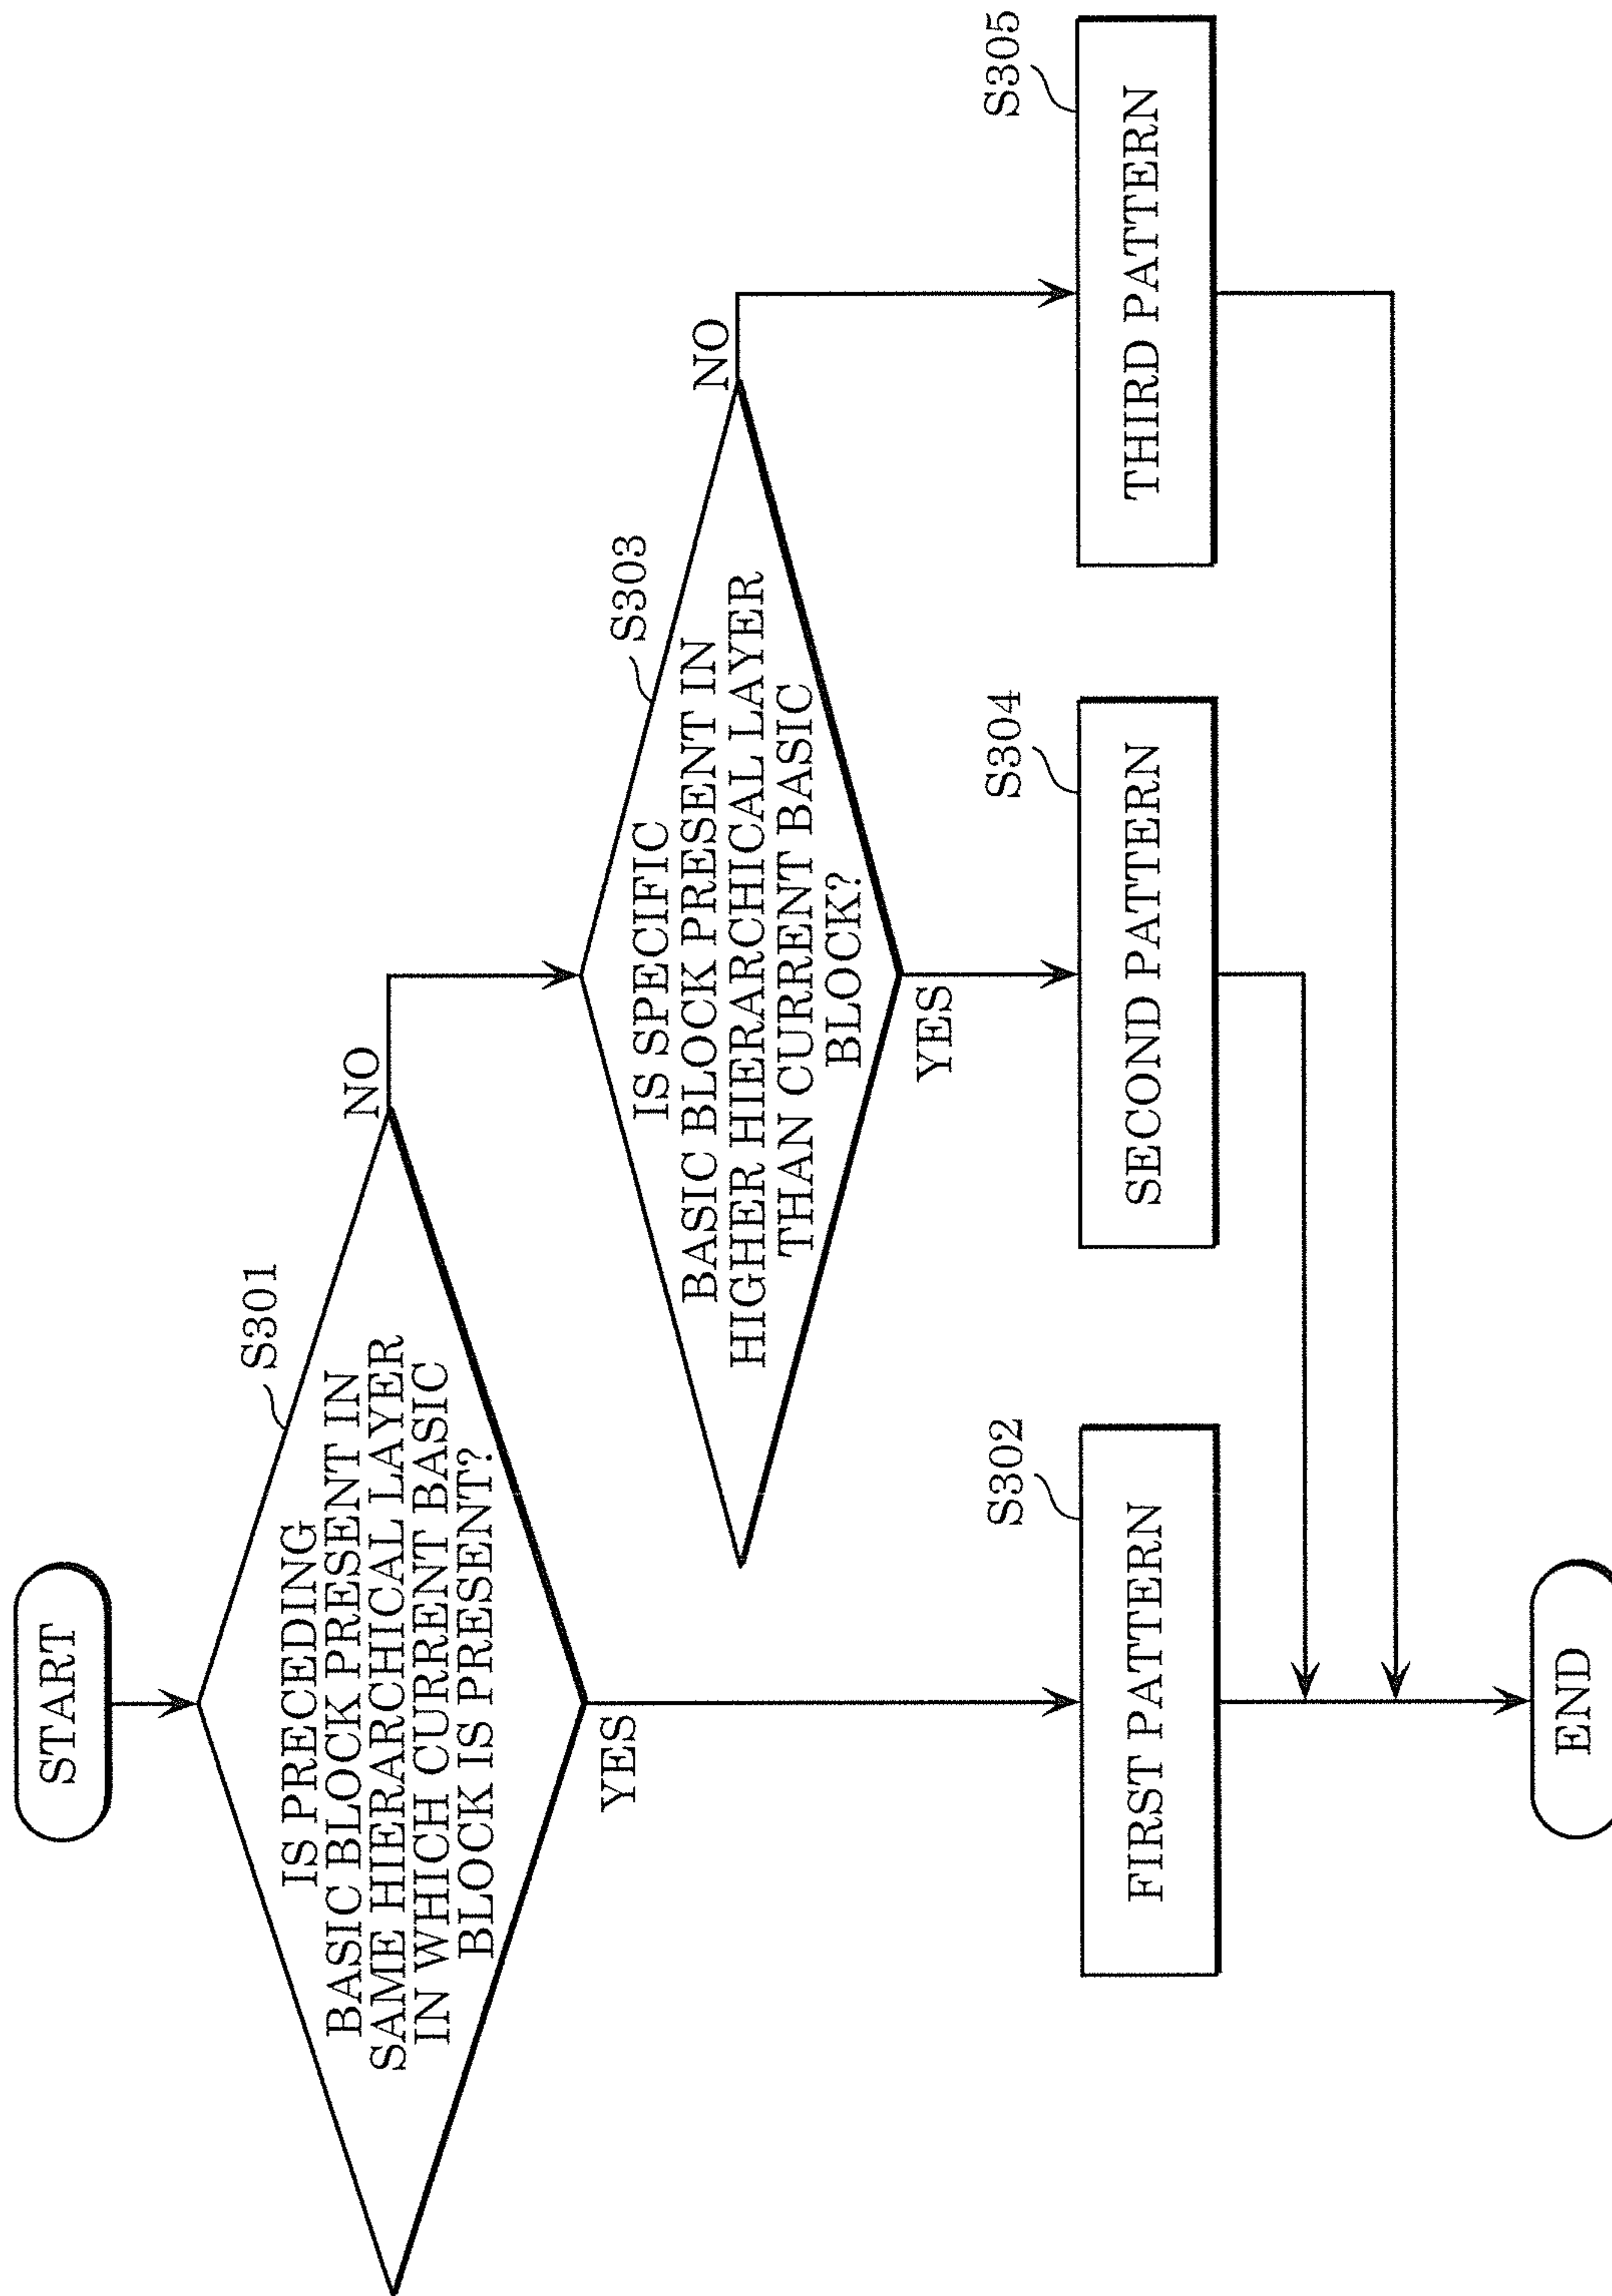 START
S301
IS PRECEDING
BASIC BLOCK PRESENT IN
SAME HIERARCHICAL LAYER
IN WHICH CURRENT BASIC
BLOCK IS PRESENT?
NO
YES
S303
IS SPECIFIC
BASIC BLOCK PRESENT IN
HIGHER HIERARCHICAL LAYER
THAN CURRENT BASIC
BLOCK?
NO
YES
S302
FIRST PATTERN
S304
SECOND PATTERN
S305
THIRD PATTERN
END